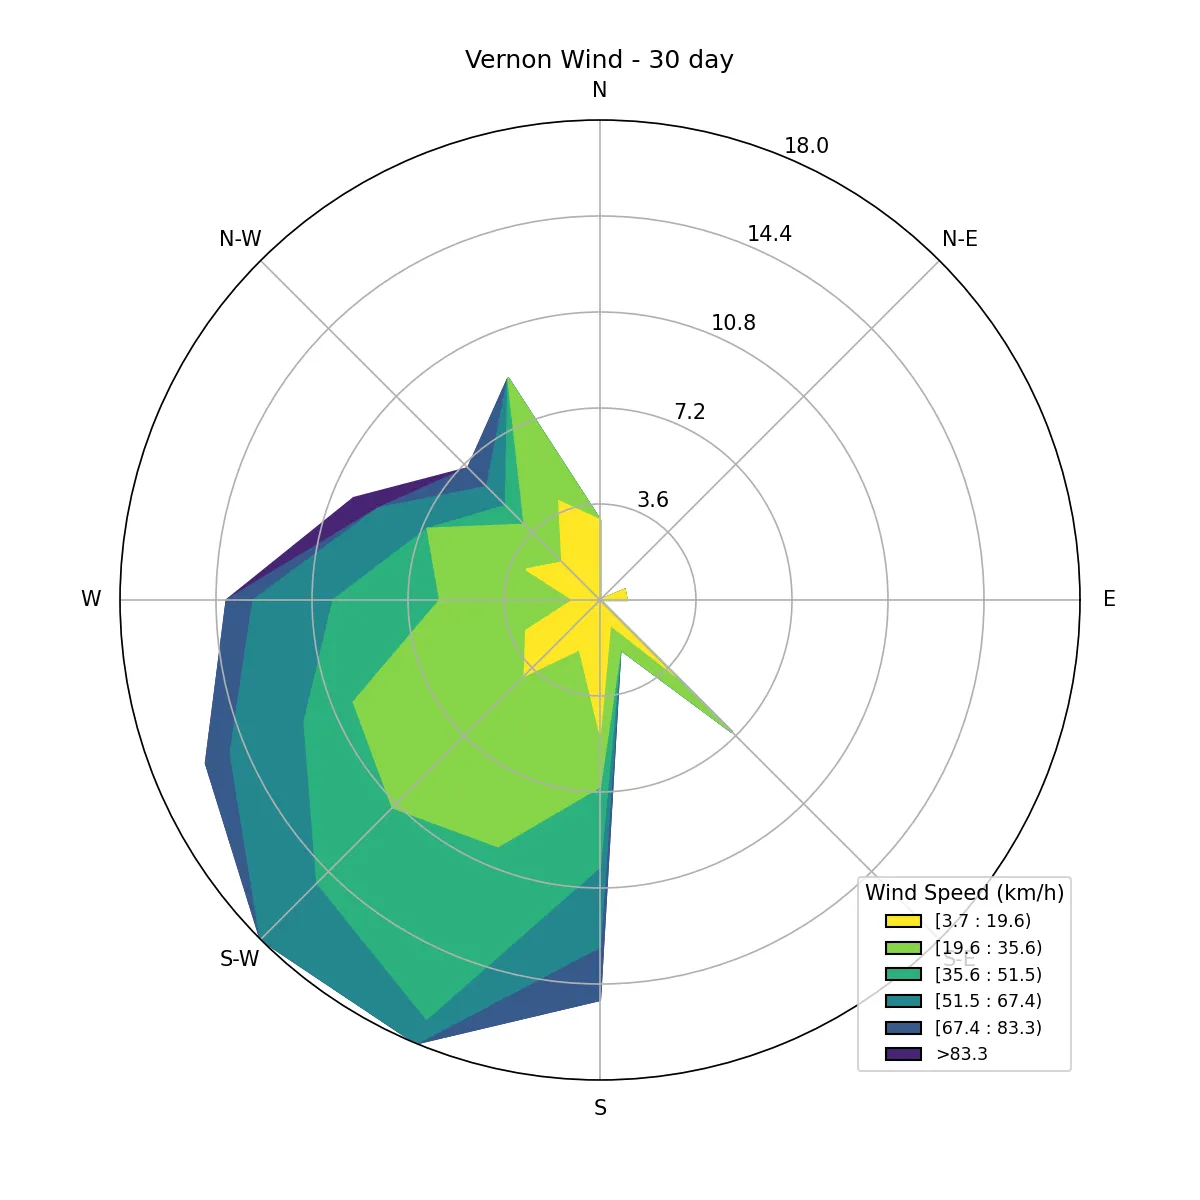 Vernon Wind - 30 day
N
18.0
N-W
14.4
N-E
10.8
7.2
3.6
W
E
S-W
S-E
Wind Speed (km/h)
[3.7 : 19.6)
[19.6 : 35.6)
[35.6 : 51.5)
[51.5 : 67.4)
[67.4 : 83.3)
>83.3
S